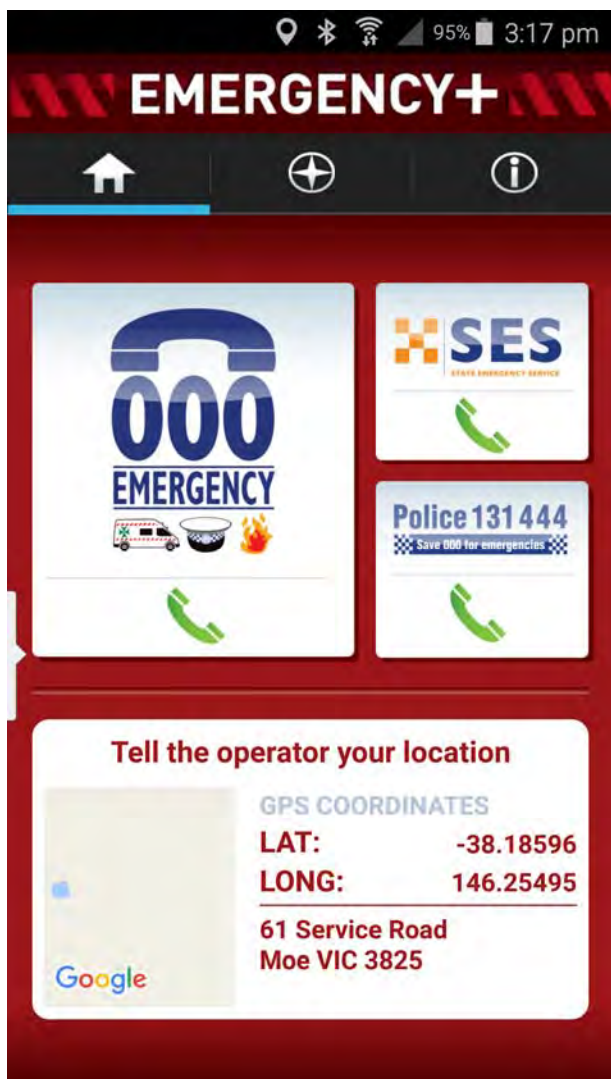 95% 3:17 pm
EMERGENCY+
000
EMERGENCY
SES
STATE EMERGENCY SERVICE
Police 131 444
Save 000 for emergencies
Tell the operator your location
GPS COORDINATES
LAT: -38.18596
LONG: 146.25495
61 Service Road
Moe VIC 3825
Google